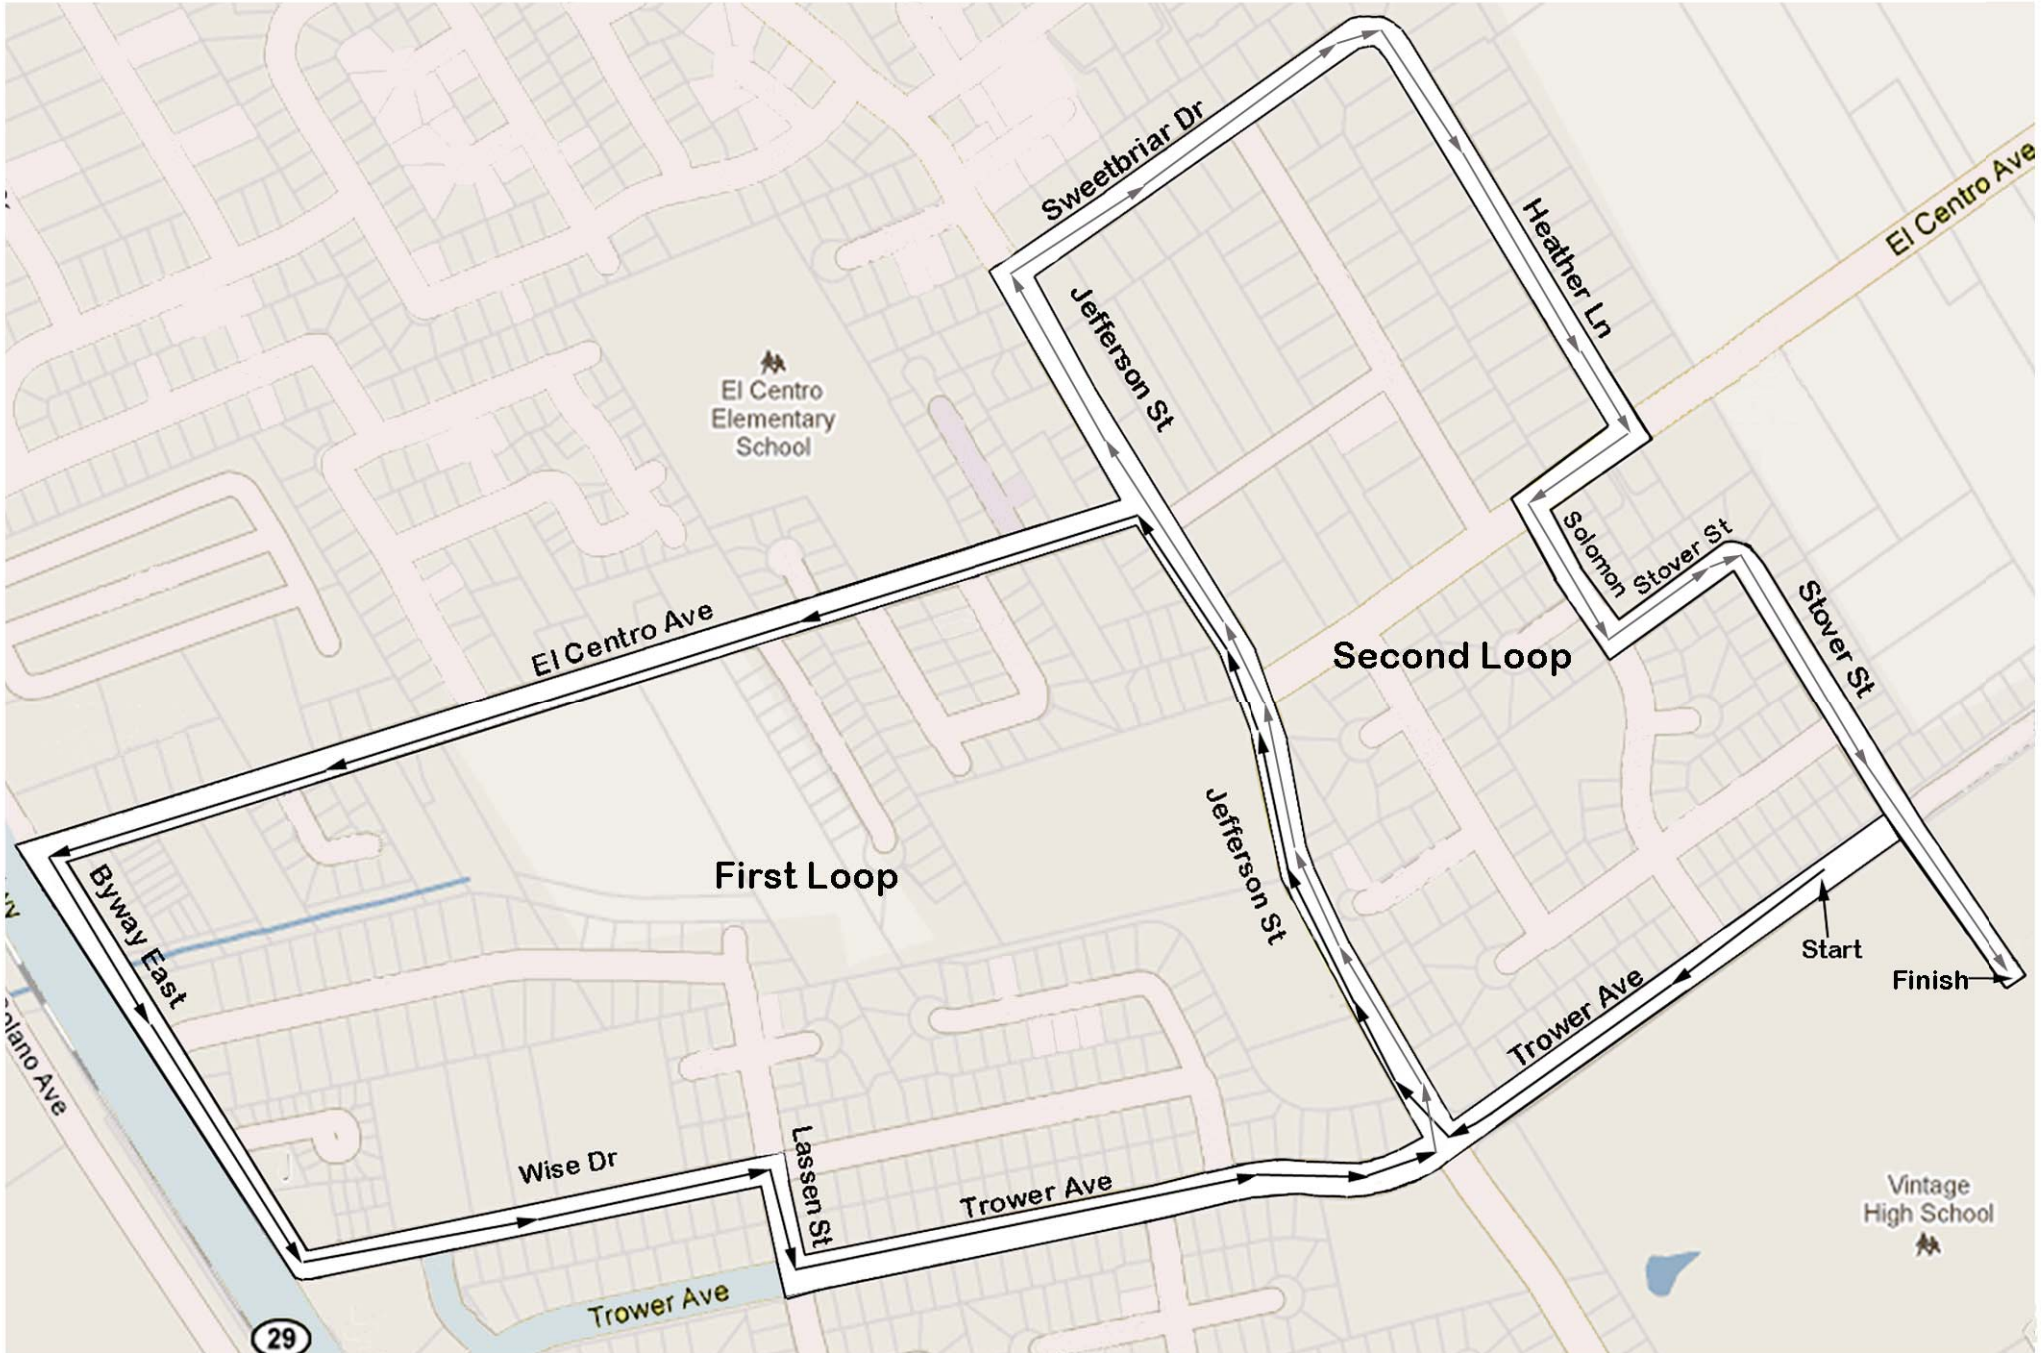 Sweetbriar Dr
Heather Ln
El Centro Ave
Jefferson St
El Centro
Elementary
School
Solomon
Stover St
Stover St
El Centro Ave
Second Loop
Jefferson St
First Loop
Byway East
Start
Finish
Trower Ave
Wise Dr
Lassen St
Trower Ave
Vintage
High School
Trower Ave
29